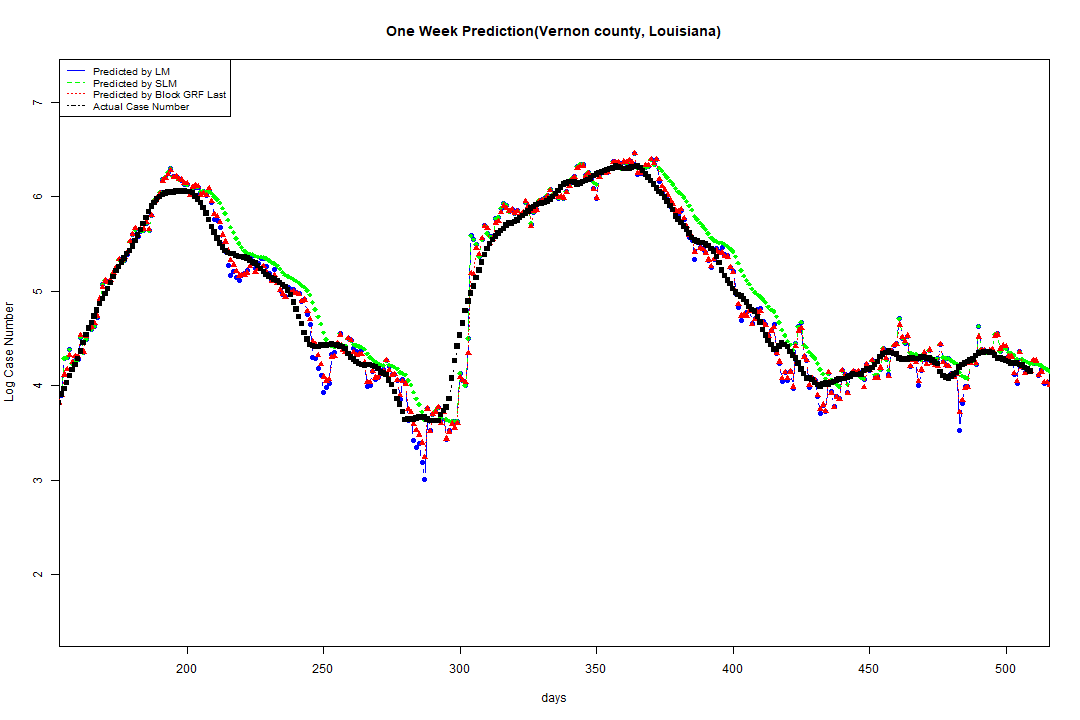 One Week Prediction(Vernon county, Louisiana)
Predicted by LM
Predicted by SLM
Predicted by Block GRF Last
Actual Case Number
7
6
5
4
3
2
Log Case Number
200 250 300 350 400 450 500
days